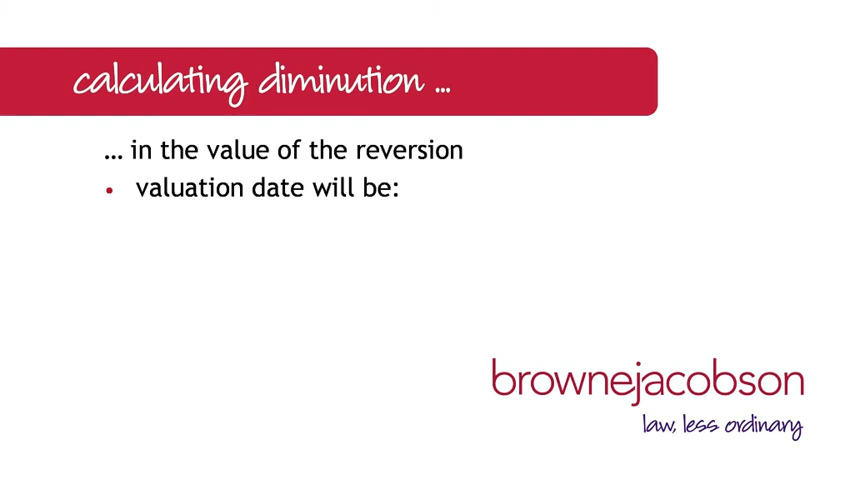 calculating diminution ...
... in the value of the reversion
• valuation date will be:
brownejacobson
law, less ordinary